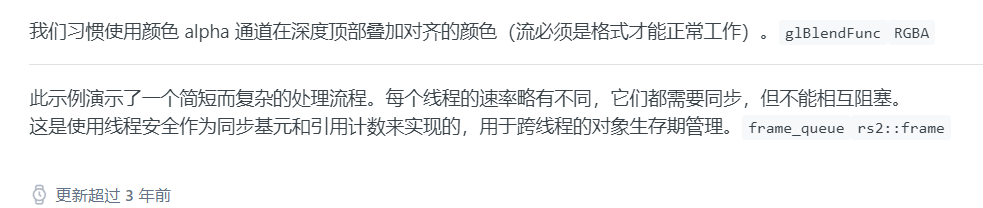 我们习惯使用颜色 alpha 通道在深度顶部叠加对齐的颜色（流必须是格式才能正常工作）。glBlendFunc RGBA
此示例演示了一个简短而复杂的处理流程。每个线程的速率略有不同，它们都需要同步，但不能相互阻塞。
这是使用线程安全作为同步基元和引用计数来实现的，用于跨线程的对象生存期管理。frame_queue rs2::frame
更新超过 3 年前